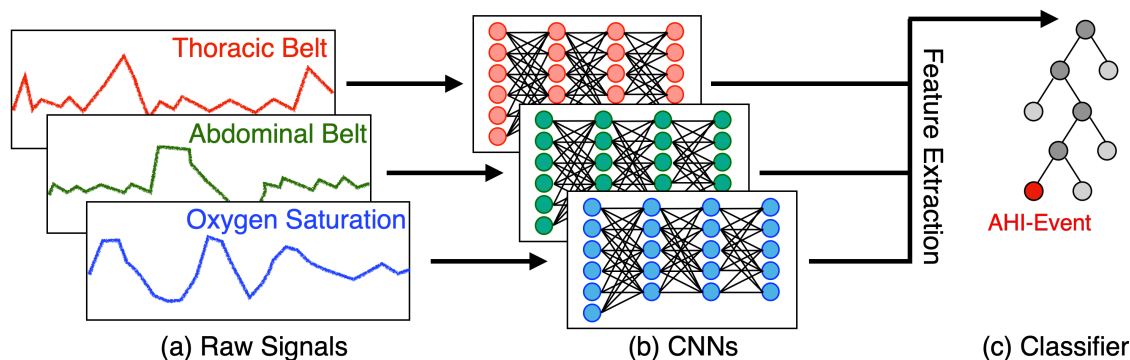 Thoracic Belt
Abdominal Belt
Oxygen Saturation
Feature Extraction
AHI-Event
(a) Raw Signals
(b) CNNs
(c) Classifier